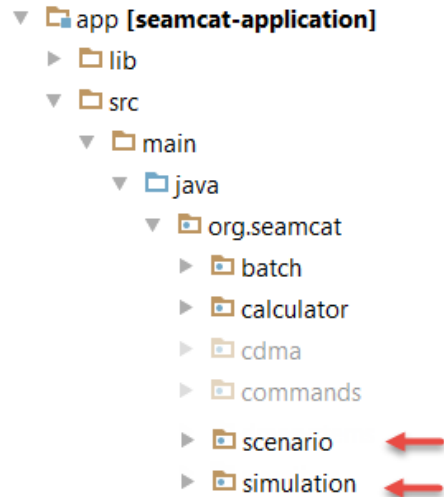 app [seamcat-application]
lib
src
main
java
org.seamcat
batch
calculator
cdma
commands
scenario
simulation